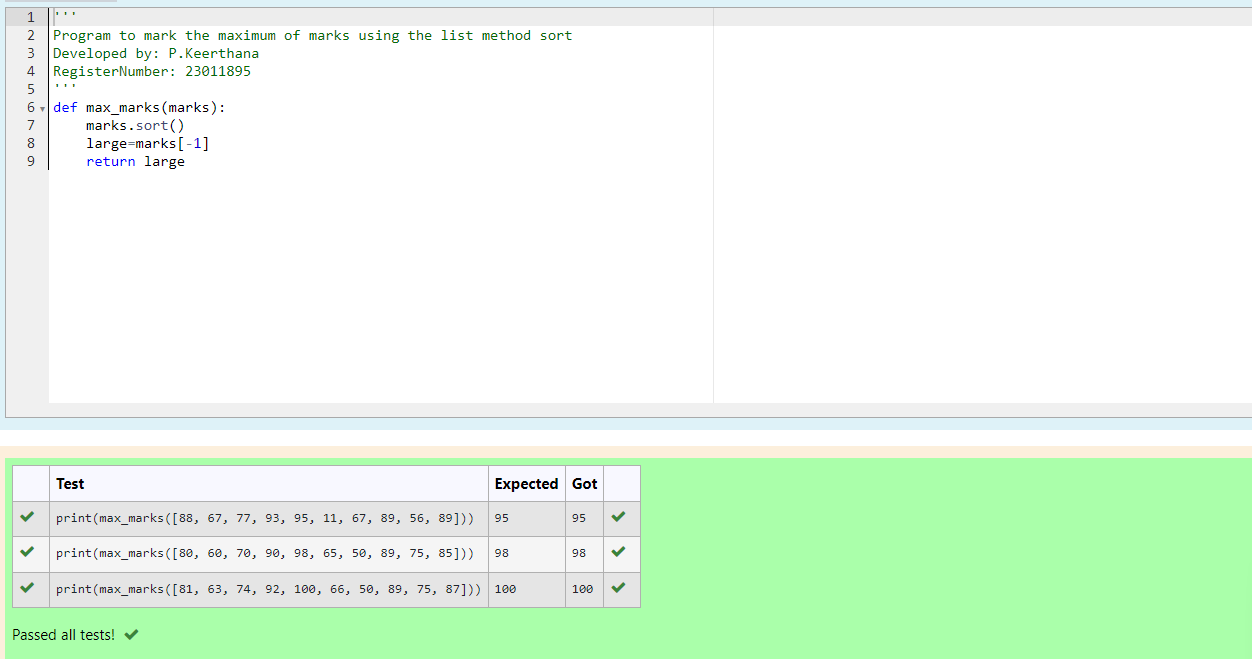 1 '''
2 Program to mark the maximum of marks using the list method sort
3 Developed by: P.Keerthana
4 RegisterNumber: 23011895
5 '''
6 def max_marks(marks):
7     marks.sort()
8     large=marks[-1]
9     return large
Test Expected Got
print(max_marks([88, 67, 77, 93, 95, 11, 67, 89, 56, 89])) 95 95
print(max_marks([80, 60, 70, 90, 98, 65, 50, 89, 75, 85])) 98 98
print(max_marks([81, 63, 74, 92, 100, 66, 50, 89, 75, 87])) 100 100
Passed all tests!